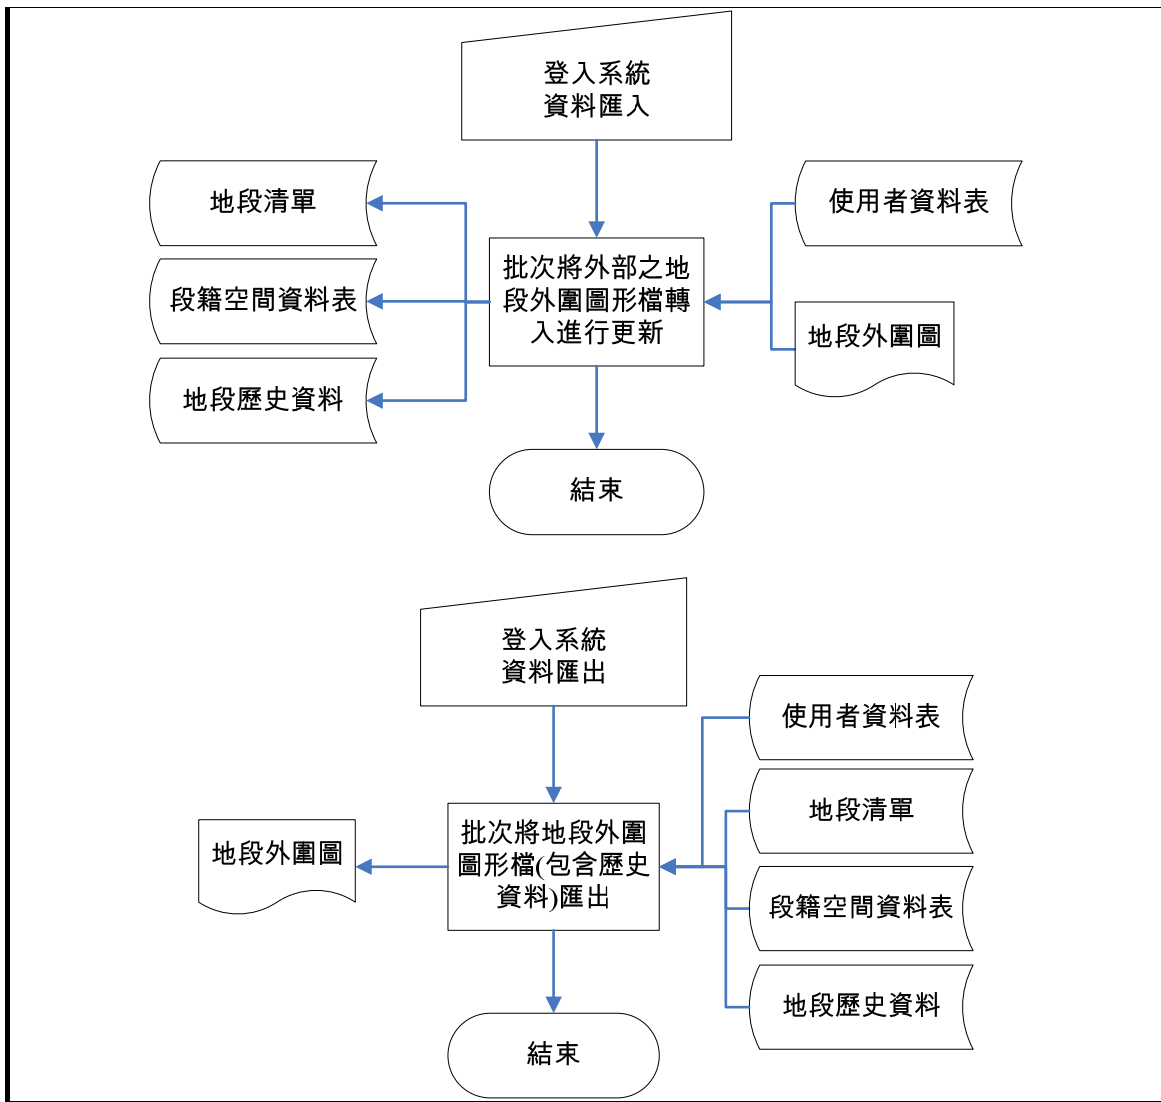 登入系統
資料匯入
地段清單
段籍空間資料表
地段歷史資料
批次將外部之地
段外圍圖形檔轉
入進行更新
使用者資料表
地段外圍圖
結束
登入系統
資料匯出
地段外圍圖
批次將地段外圍
圖形檔(包含歷史
資料)匯出
使用者資料表
地段清單
段籍空間資料表
地段歷史資料
結束